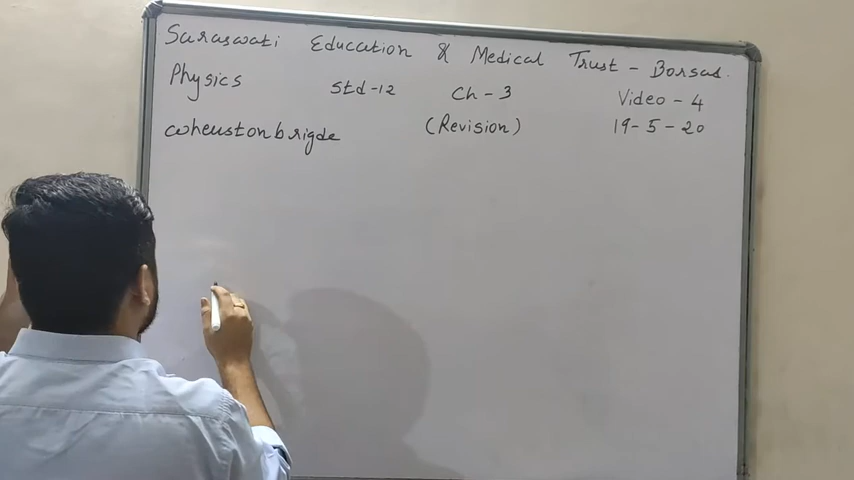 Saraswati Education & Medical Trust - Borsad.
Physics Std-12 Ch-3 Video-4
wheustonbrigde (Revision) 19-5-20